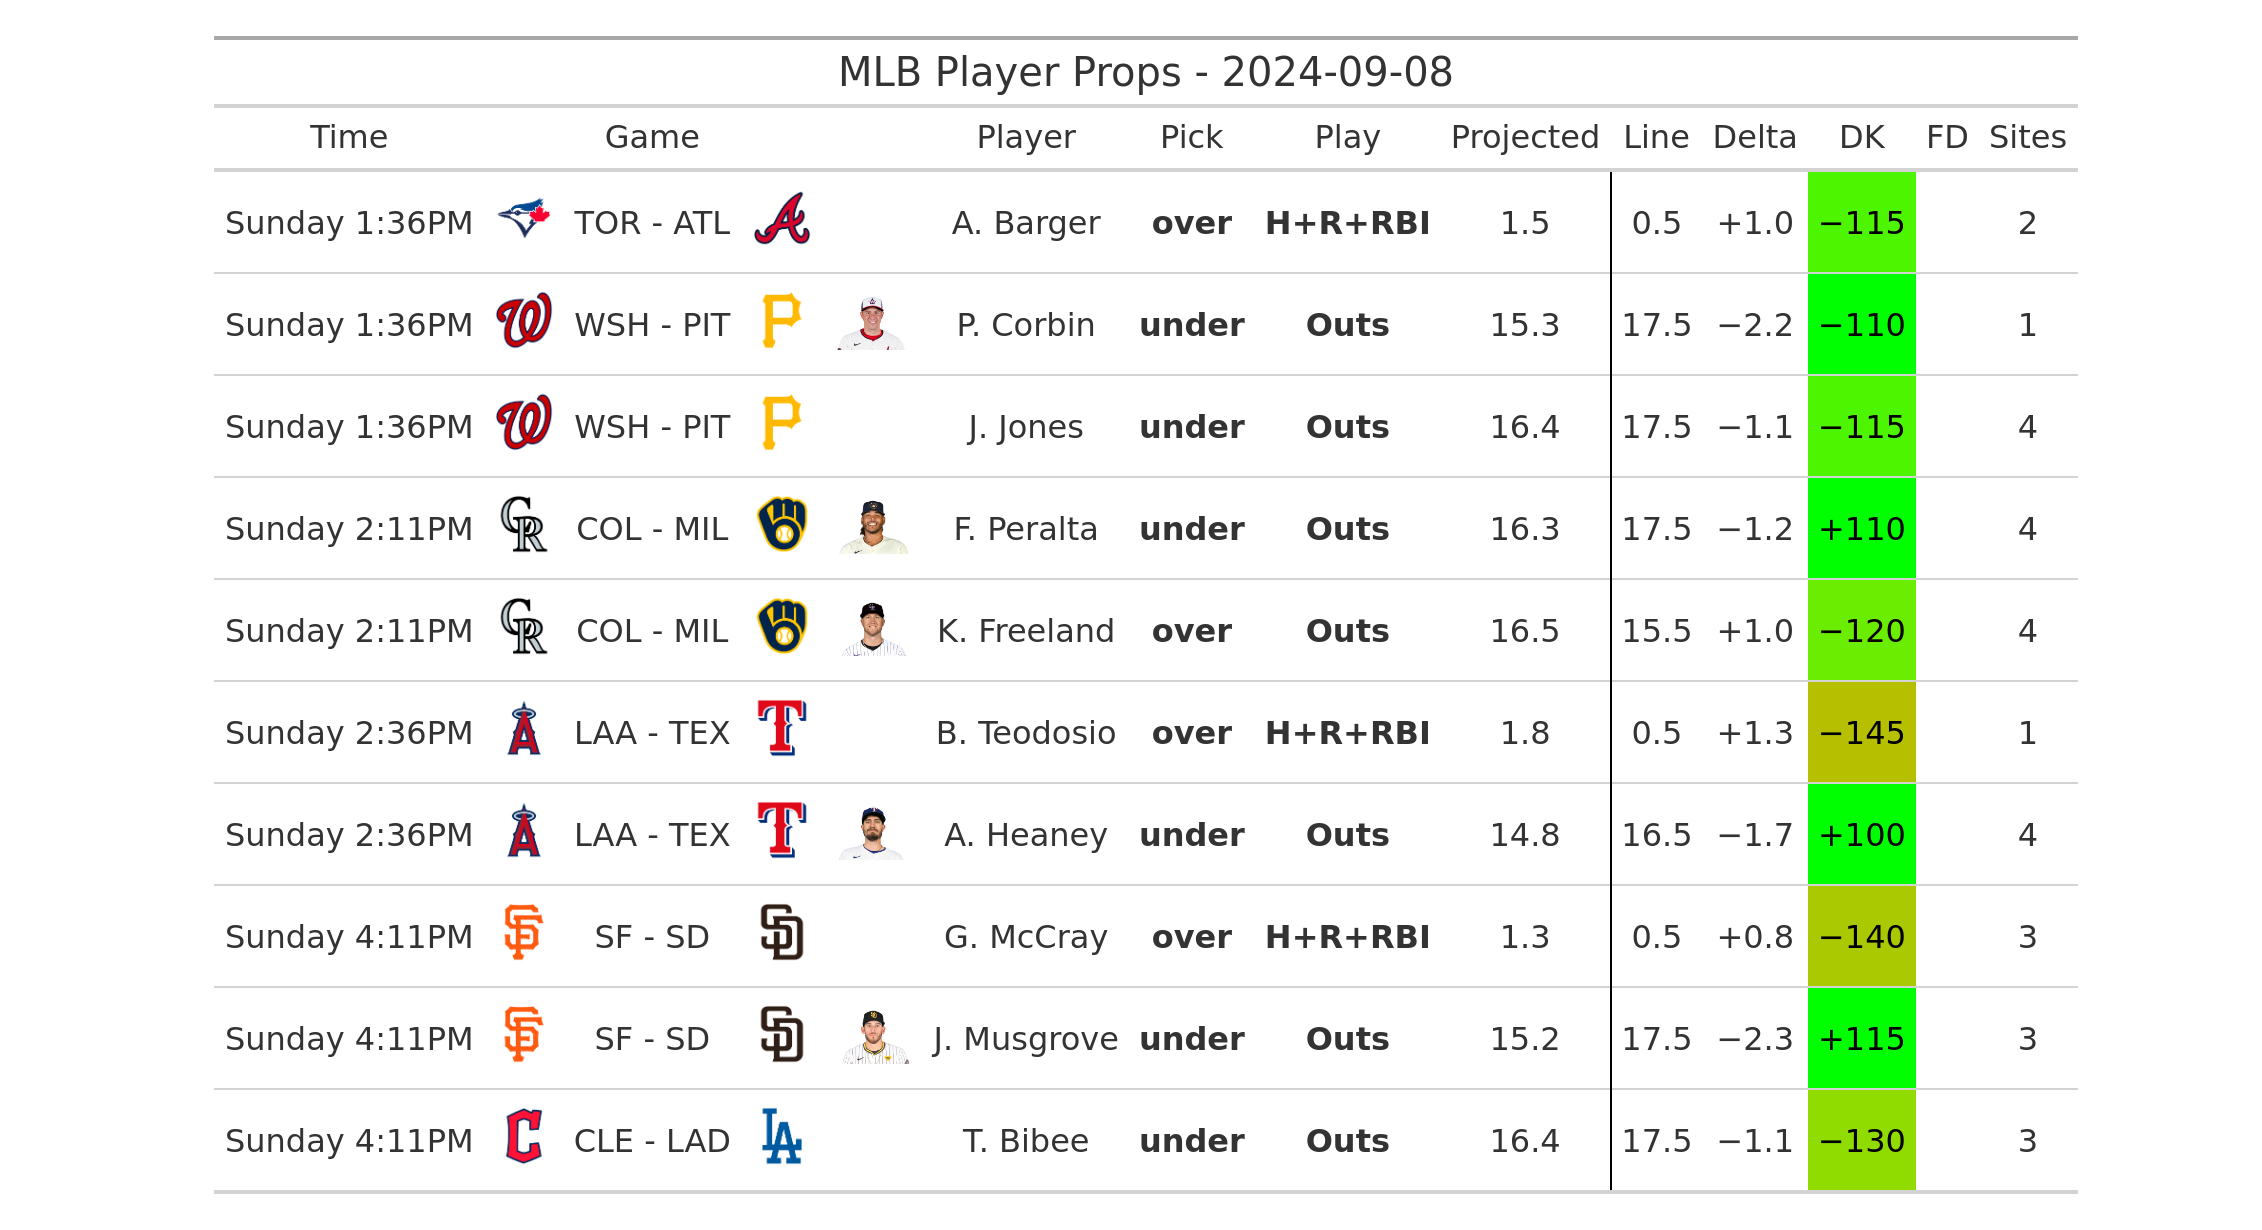 MLB Player Props - 2024-09-08
Time Game Player Pick Play Projected Line Delta DK FD Sites
Sunday 1:36PM TOR - ATL A. Barger over H+R+RBI 1.5 0.5 +1.0 −115 2
Sunday 1:36PM WSH - PIT P. Corbin under Outs 15.3 17.5 −2.2 −110 1
Sunday 1:36PM WSH - PIT J. Jones under Outs 16.4 17.5 −1.1 −115 4
Sunday 2:11PM COL - MIL F. Peralta under Outs 16.3 17.5 −1.2 +110 4
Sunday 2:11PM COL - MIL K. Freeland over Outs 16.5 15.5 +1.0 −120 4
Sunday 2:36PM LAA - TEX B. Teodosio over H+R+RBI 1.8 0.5 +1.3 −145 1
Sunday 2:36PM LAA - TEX A. Heaney under Outs 14.8 16.5 −1.7 +100 4
Sunday 4:11PM SF - SD G. McCray over H+R+RBI 1.3 0.5 +0.8 −140 3
Sunday 4:11PM SF - SD J. Musgrove under Outs 15.2 17.5 −2.3 +115 3
Sunday 4:11PM CLE - LAD T. Bibee under Outs 16.4 17.5 −1.1 −130 3